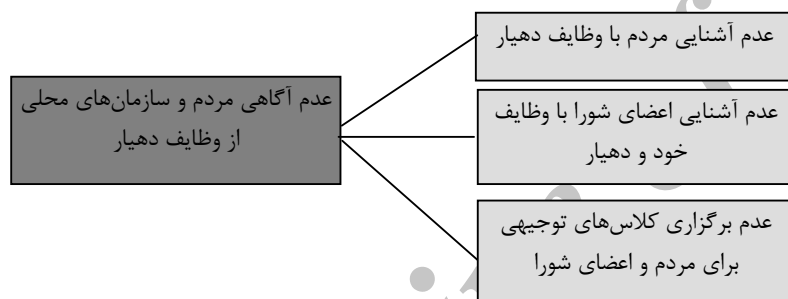 عدم آشنایی مردم با وظایف دهیار
عدم آشنایی اعضای شورا با وظایف
خود و دهیار
عدم برگزاری کلاس‌های توجیهی
برای مردم و اعضای شورا
عدم آگاهی مردم و سازمان‌های محلی
از وظایف دهیار